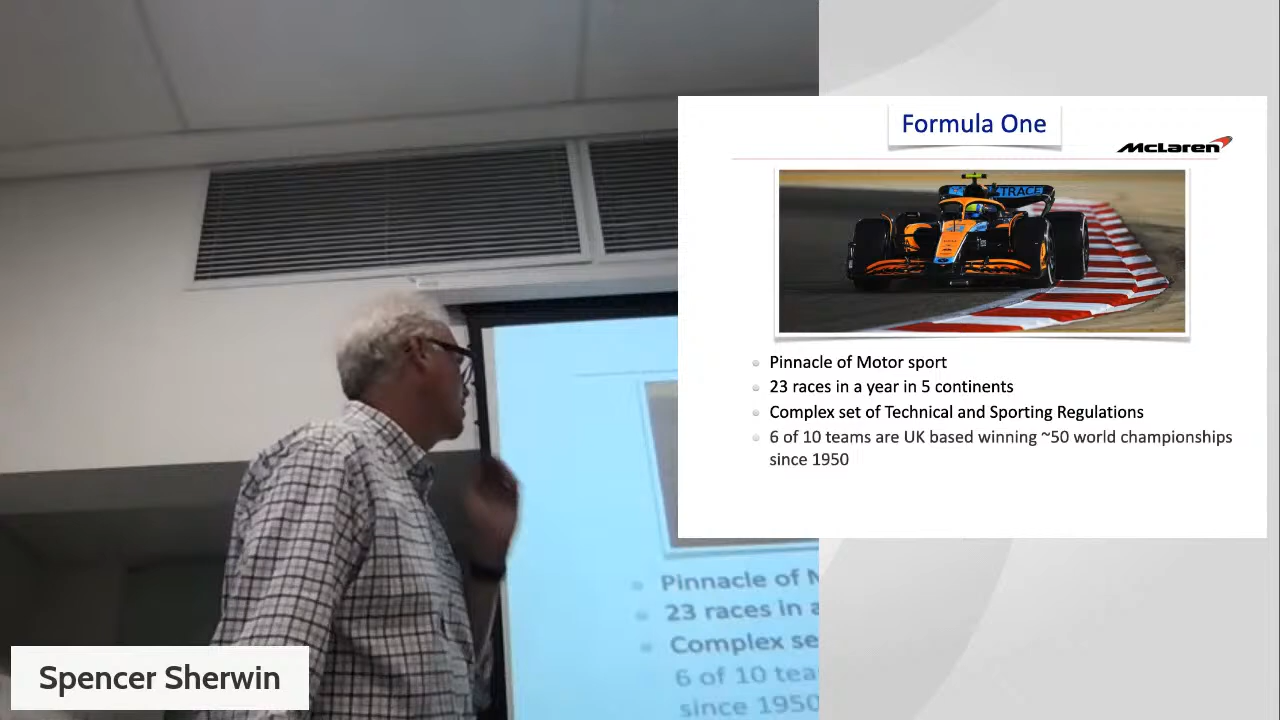 Formula One
McLaren
TRACE
Pinnacle of Motor sport
23 races in a year in 5 continents
Complex set of Technical and Sporting Regulations
6 of 10 teams are UK based winning ~50 world championships
since 1950
Pinnacle of
23 races in a
Complex se
6 of 10 tea
since 1950
Spencer Sherwin